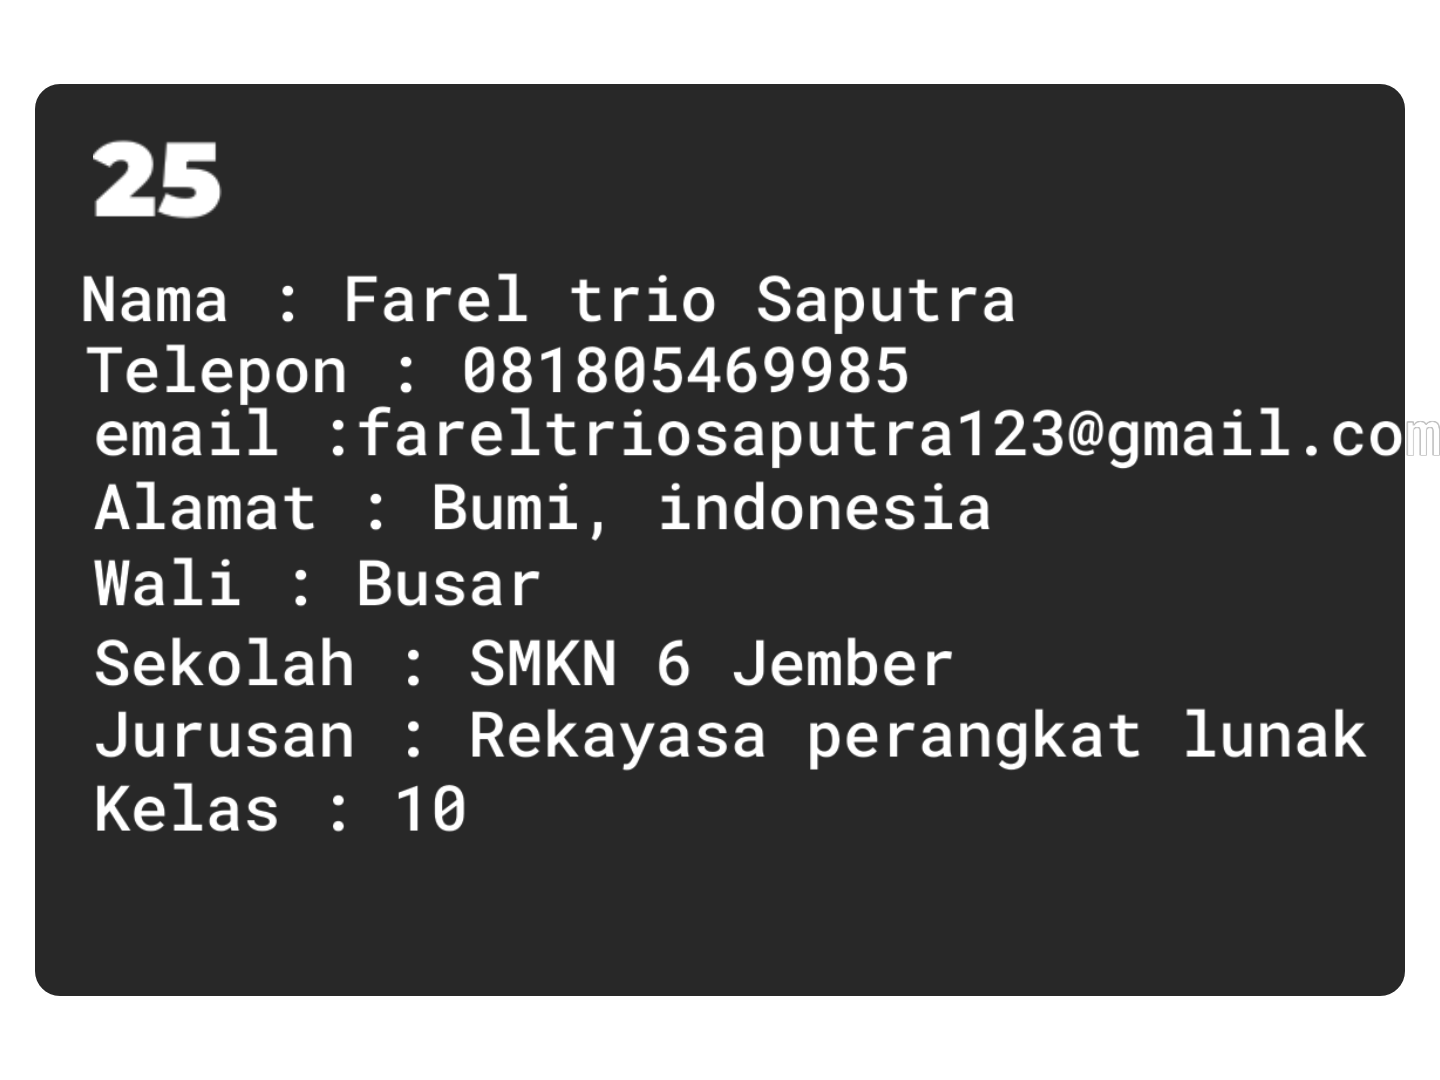 25
Nama : Farel trio Saputra
Telepon : 081805469985
email :fareltriosaputra123@gmail.com
Alamat : Bumi, indonesia
Wali : Busar
Sekolah : SMKN 6 Jember
Jurusan : Rekayasa perangkat lunak
Kelas : 10